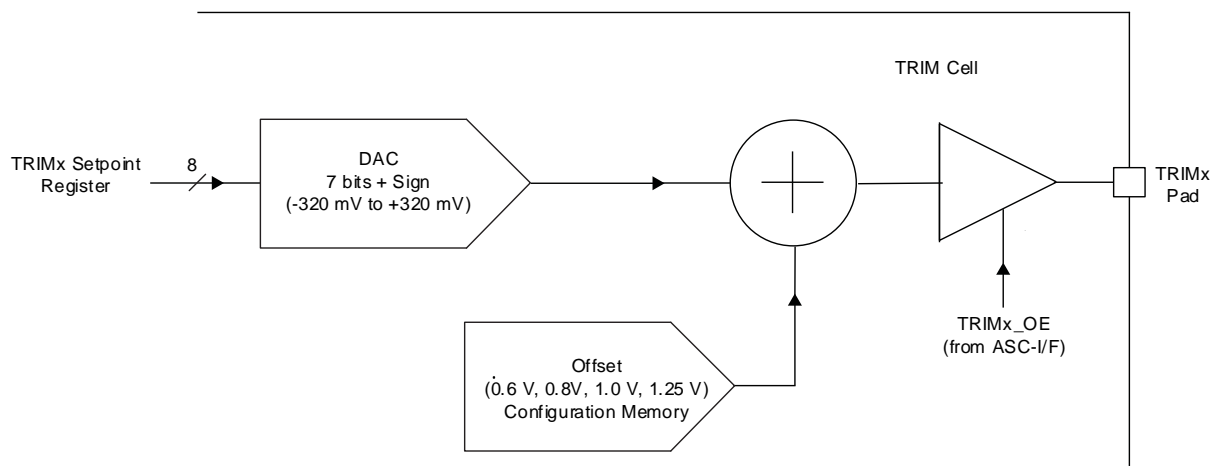 TRIM Cell
8
TRIMx Setpoint
Register
DAC
7 bits + Sign
(-320 mV to +320 mV)
TRIMx
Pad
TRIMx_OE
(from ASC-I/F)
Offset
(0.6 V, 0.8V, 1.0 V, 1.25 V)
Configuration Memory